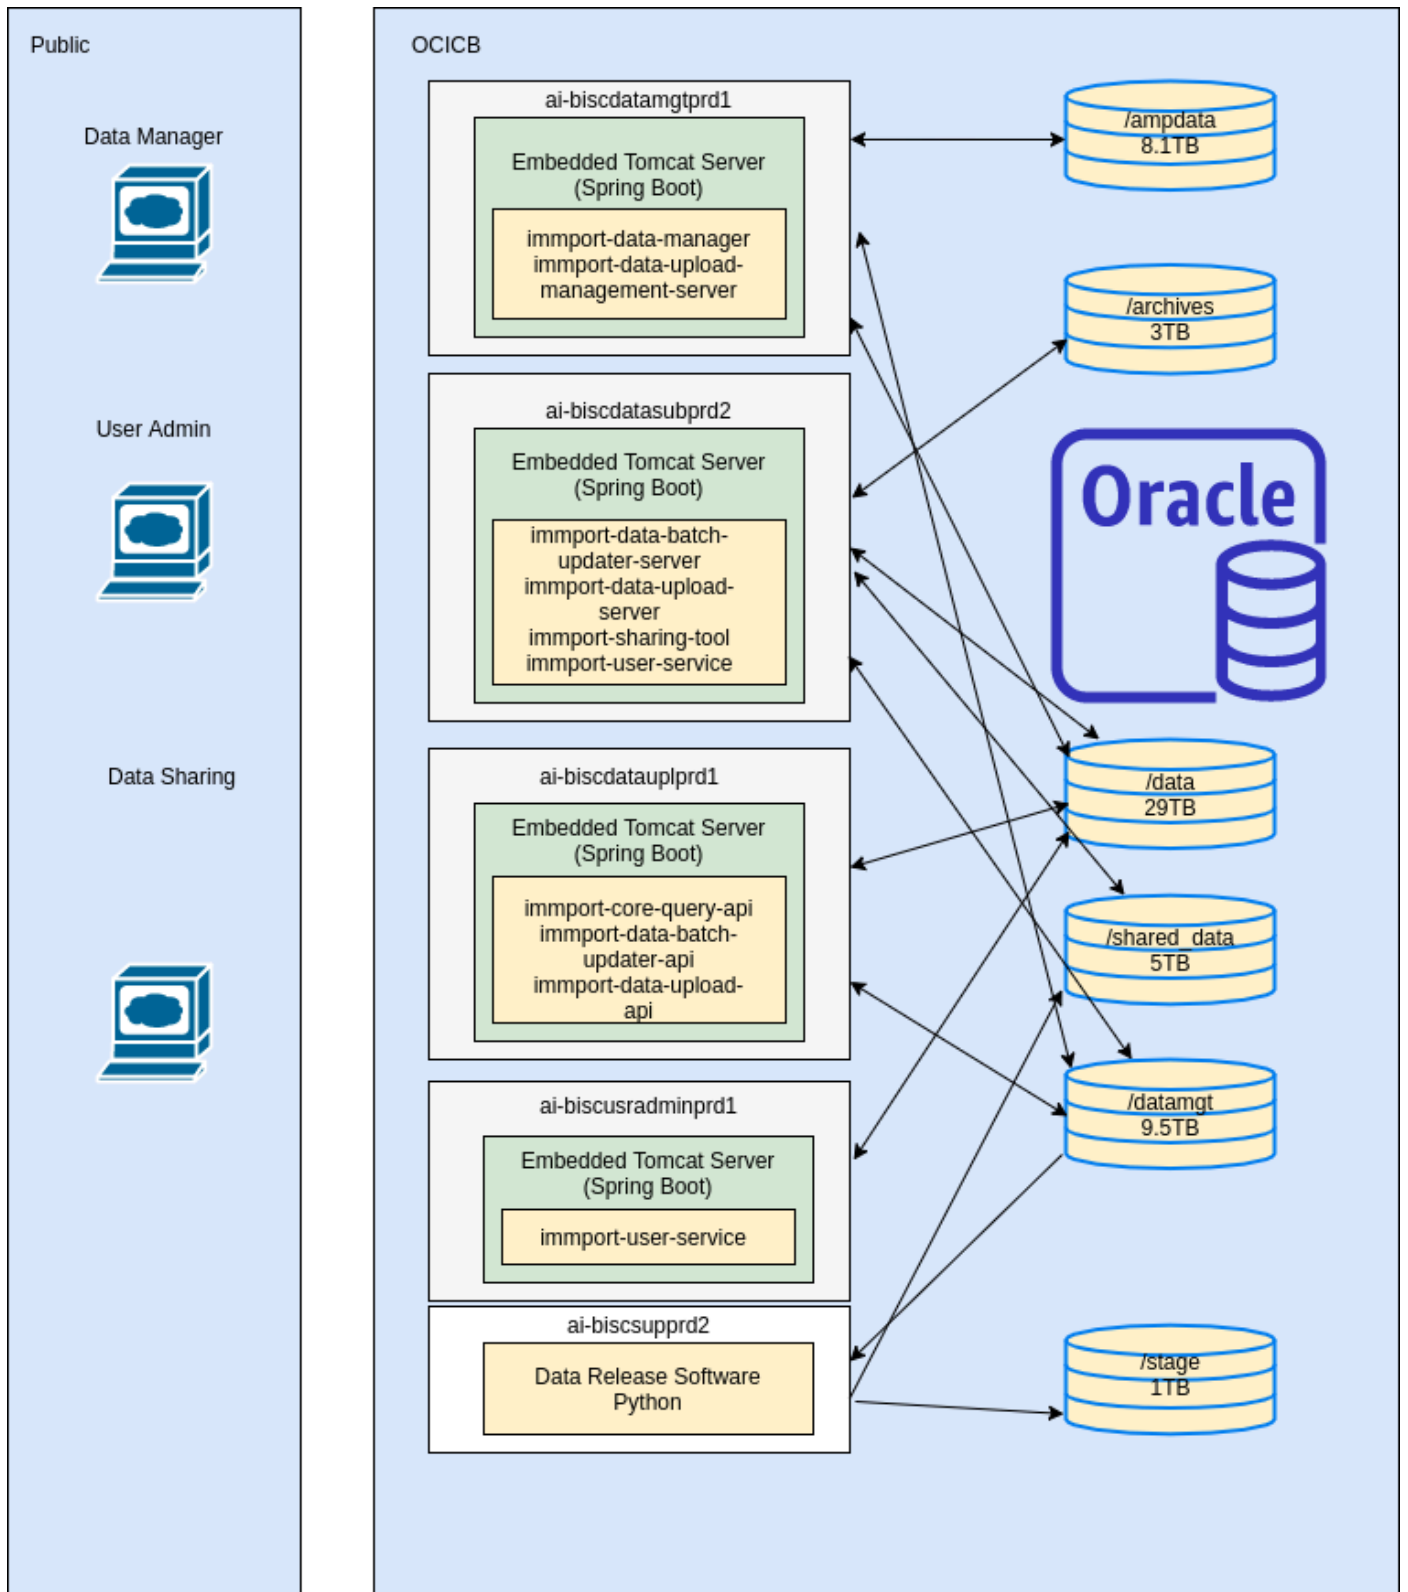 Public
Data Manager
User Admin
Data Sharing
OCICB
ai-biscdatamgtprd1
Embedded Tomcat Server
(Spring Boot)
immport-data-manager
immport-data-upload-
management-server
ai-biscdatasubprd2
Embedded Tomcat Server
(Spring Boot)
immport-data-batch-
updater-server
immport-data-upload-
server
immport-sharing-tool
immport-user-service
ai-biscdatauplprd1
Embedded Tomcat Server
(Spring Boot)
immport-core-query-api
immport-data-batch-
updater-api
immport-data-upload-
api
ai-biscusradminprd1
Embedded Tomcat Server
(Spring Boot)
immport-user-service
ai-biscsupprd2
Data Release Software
Python
/ampdata
8.1TB
/archives
3TB
Oracle
/data
29TB
/shared_data
5TB
/datamgt
9.5TB
/stage
1TB